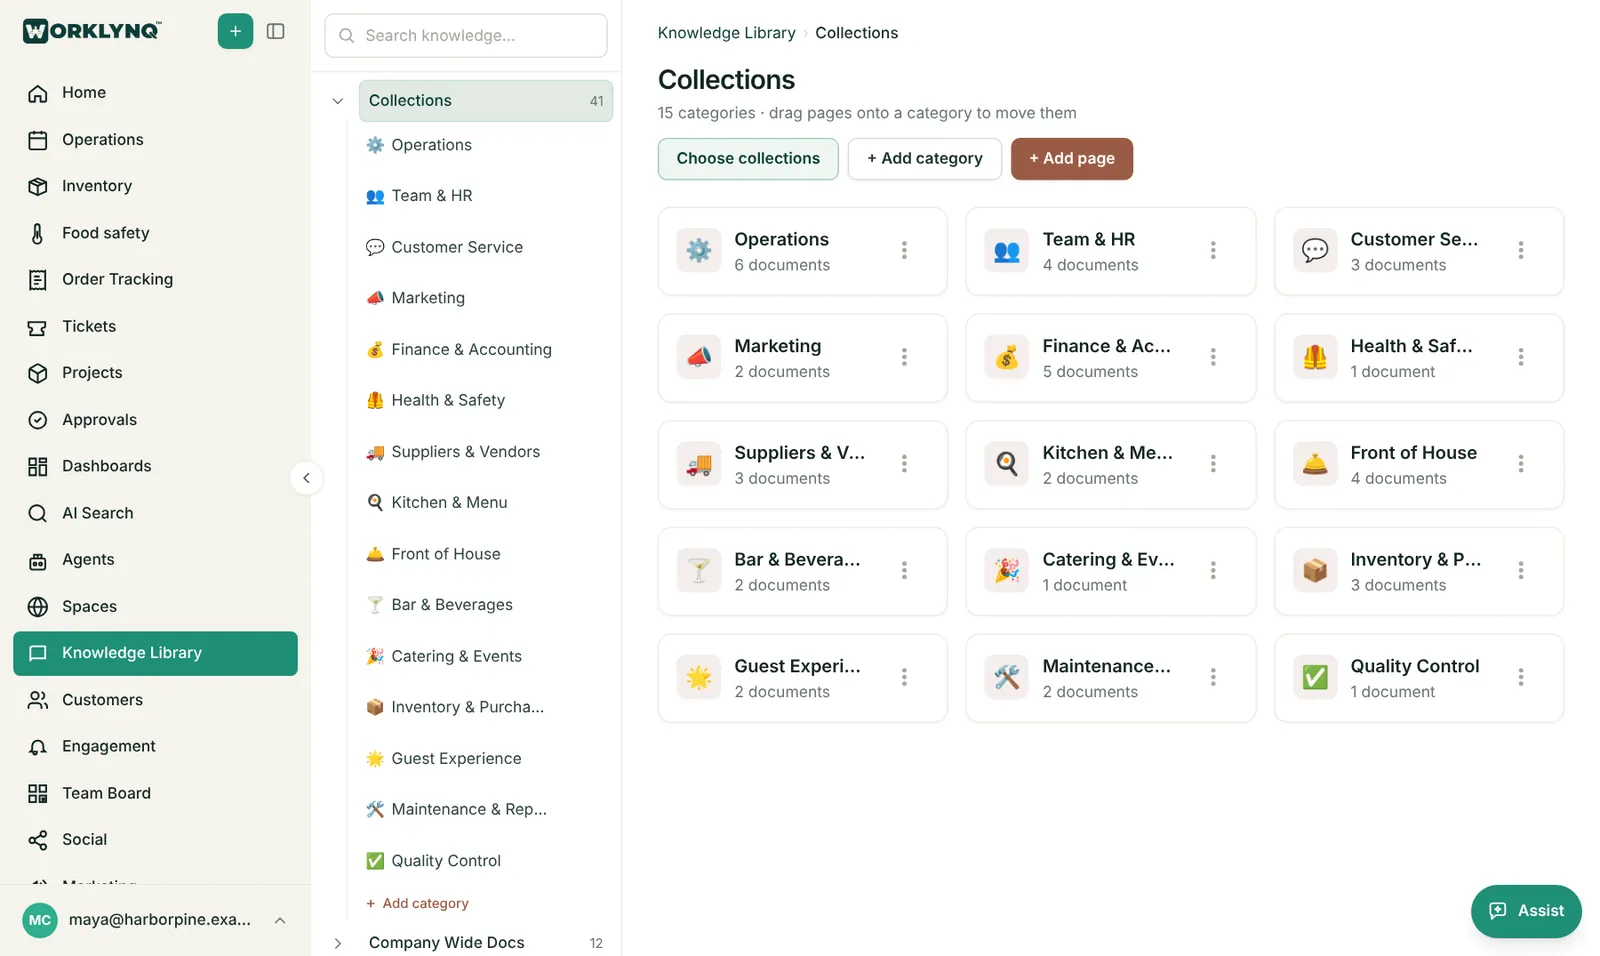 WORKLYNQ™
+
Home
Operations
Inventory
Food safety
Order Tracking
Tickets
Projects
Approvals
Dashboards
AI Search
Agents
Spaces
Knowledge Library
Customers
Engagement
Team Board
Social
MC maya@harborpine.exa...
Search knowledge...
Collections 41
Operations
Team & HR
Customer Service
Marketing
Finance & Accounting
Health & Safety
Suppliers & Vendors
Kitchen & Menu
Front of House
Bar & Beverages
Catering & Events
Inventory & Purcha...
Guest Experience
Maintenance & Rep...
Quality Control
+ Add category
Company Wide Docs 12
Knowledge Library › Collections
Collections
15 categories · drag pages onto a category to move them
Choose collections + Add category + Add page
Operations
6 documents
Team & HR
4 documents
Customer Se...
3 documents
Marketing
2 documents
Finance & Ac...
5 documents
Health & Saf...
1 document
Suppliers & V...
3 documents
Kitchen & Me...
2 documents
Front of House
4 documents
Bar & Bevera...
2 documents
Catering & Ev...
1 document
Inventory & P...
3 documents
Guest Experi...
2 documents
Maintenance...
2 documents
Quality Control
1 document
Assist